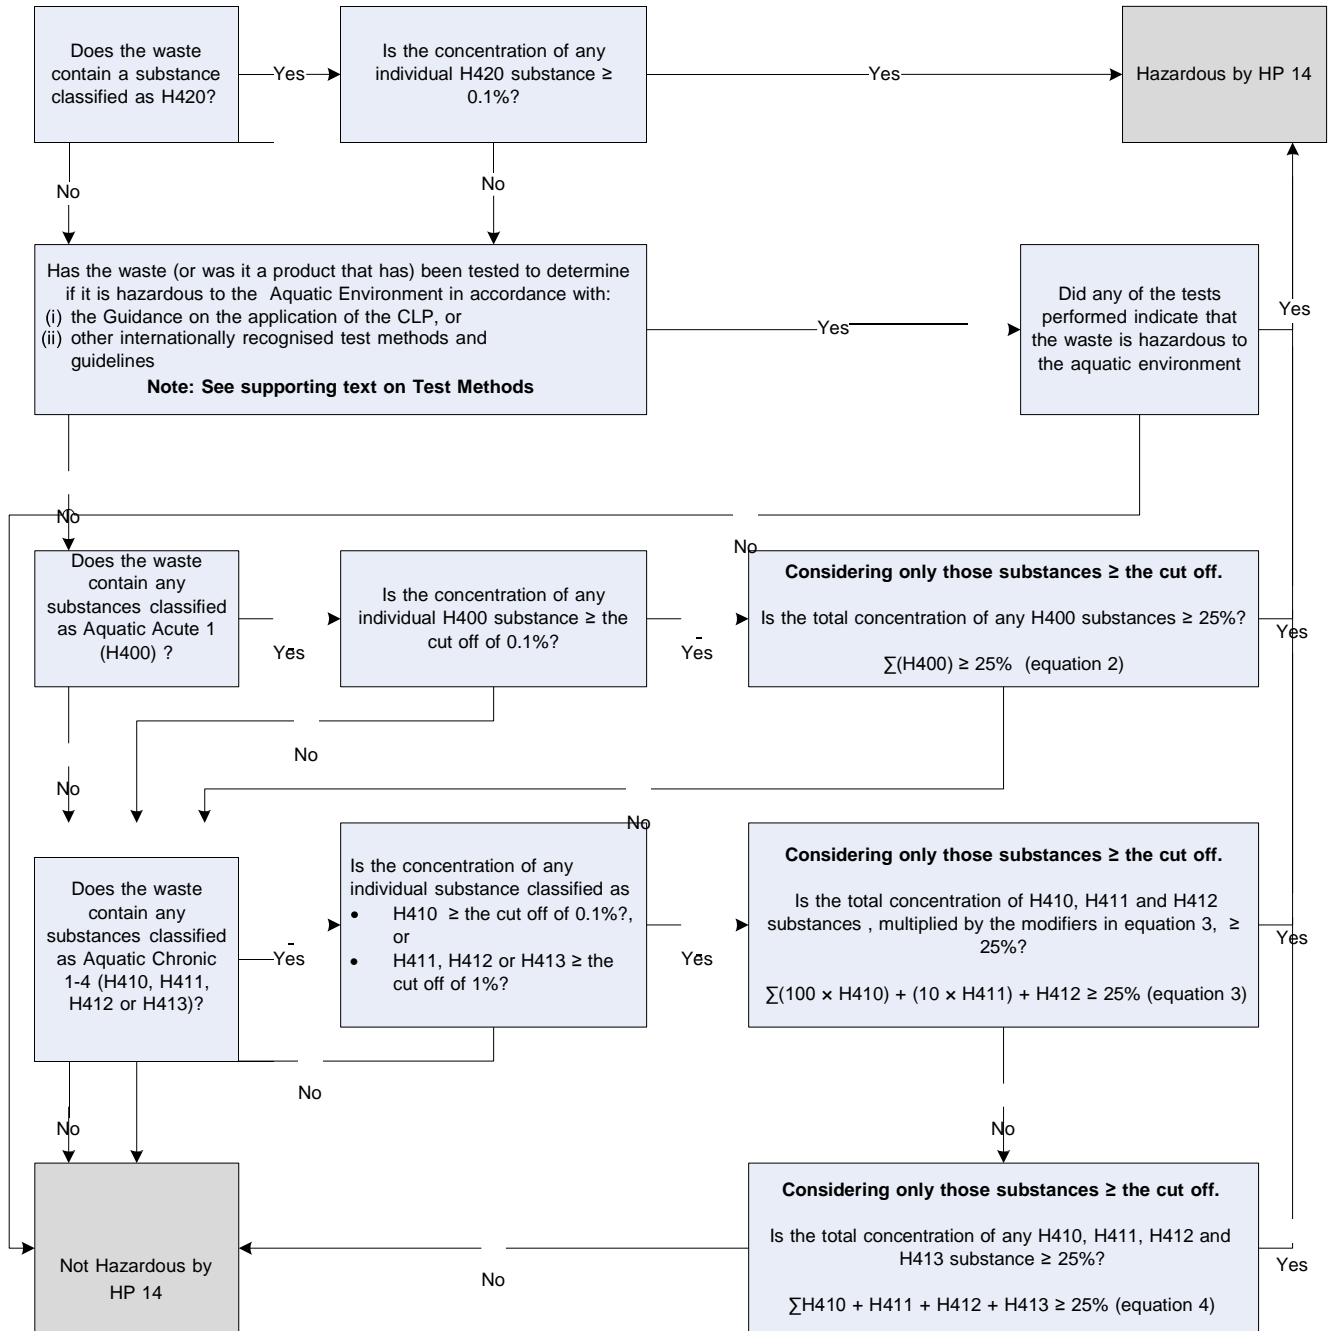 Does the waste
contain a substance
classified as H420?
Yes
Is the concentration of any
individual H420 substance ≥
0.1%?
Yes
Hazardous by HP 14
No
No
Has the waste (or was it a product that has) been tested to determine
if it is hazardous to the Aquatic Environment in accordance with:
(i) the Guidance on the application of the CLP, or
(ii) other internationally recognised test methods and
guidelines
Note: See supporting text on Test Methods
Yes
Did any of the tests
performed indicate that
the waste is hazardous to
the aquatic environment
Yes
No
No
Does the waste
contain any
substances classified
as Aquatic Acute 1
(H400) ?
Yes
Is the concentration of any
individual H400 substance ≥ the
cut off of 0.1%?
Yes
Considering only those substances ≥ the cut off.
Is the total concentration of any H400 substances ≥ 25%?
∑(H400) ≥ 25% (equation 2)
Yes
No
No
No
Does the waste
contain any
substances classified
as Aquatic Chronic
1-4 (H410, H411,
H412 or H413)?
Yes
Is the concentration of any
individual substance classified as
• H410 ≥ the cut off of 0.1%?,
or
• H411, H412 or H413 ≥ the
cut off of 1%?
Yes
Considering only those substances ≥ the cut off.
Is the total concentration of H410, H411 and H412
substances , multiplied by the modifiers in equation 3, ≥
25%?
∑(100 × H410) + (10 × H411) + H412 ≥ 25% (equation 3)
Yes
No
No
No
Not Hazardous by
HP 14
No
Considering only those substances ≥ the cut off.
Is the total concentration of any H410, H411, H412 and
H413 substance ≥ 25%?
∑H410 + H411 + H412 + H413 ≥ 25% (equation 4)
Yes